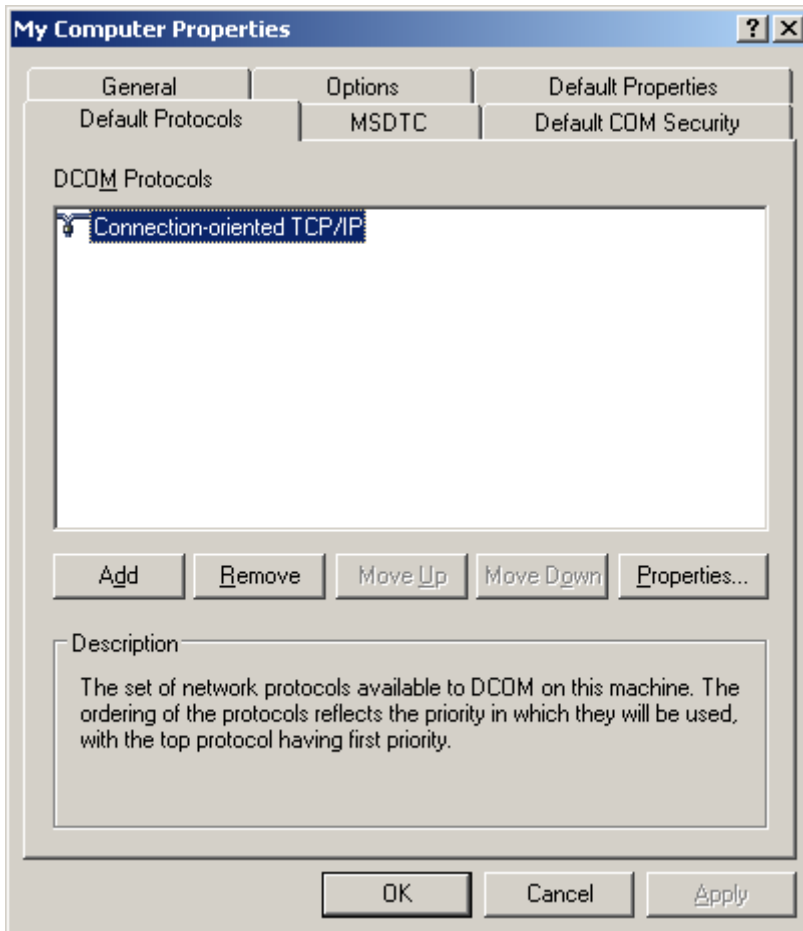 My Computer Properties
General Options Default Properties
Default Protocols MSDTC Default COM Security
DCOM Protocols
Connection-oriented TCP/IP
Add Remove Move Up Move Down Properties...
Description
The set of network protocols available to DCOM on this machine. The
ordering of the protocols reflects the priority in which they will be used,
with the top protocol having first priority.
OK Cancel Apply